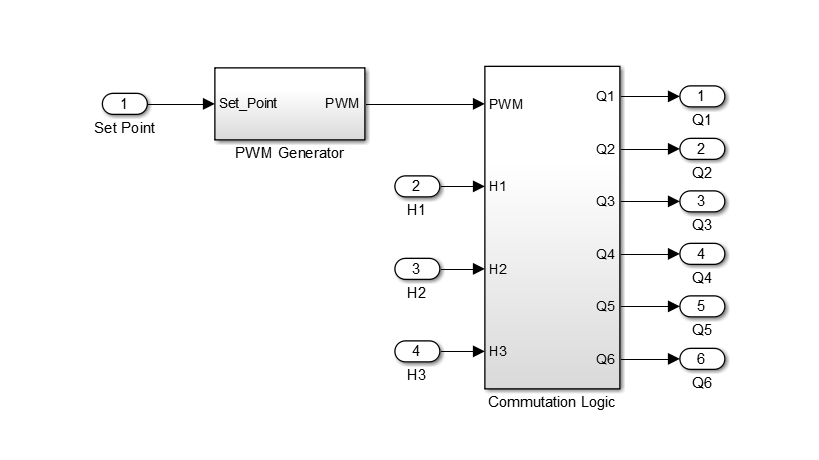 1
Set Point
Set_Point
PWM
PWM Generator
2
H1
3
H2
4
H3
PWM
H1
H2
H3
Q1
Q2
Q3
Q4
Q5
Q6
Commutation Logic
1
Q1
2
Q2
3
Q3
4
Q4
5
Q5
6
Q6